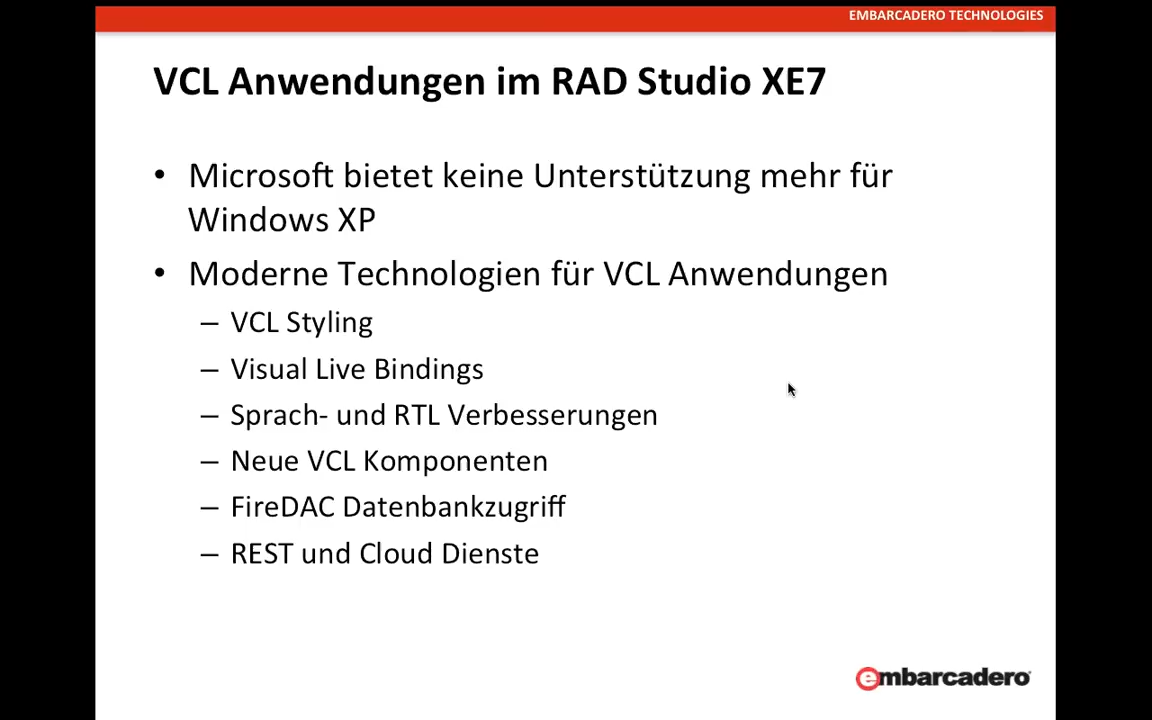 EMBARCADERO TECHNOLOGIES
VCL Anwendungen im RAD Studio XE7
• Microsoft bietet keine Unterstützung mehr für
Windows XP
• Moderne Technologien für VCL Anwendungen
– VCL Styling
– Visual Live Bindings
– Sprach- und RTL Verbesserungen
– Neue VCL Komponenten
– FireDAC Datenbankzugriff
– REST und Cloud Dienste
embarcadero